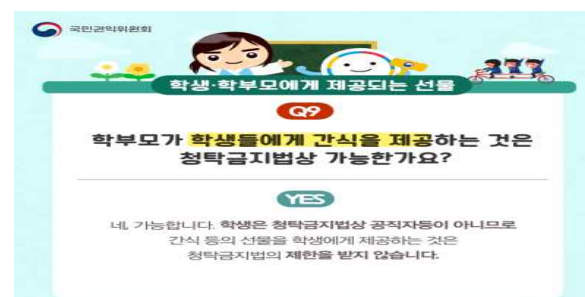 국민권익위원회
학생·학부모에게 제공되는 선물
Q9
학부모가 학생들에게 간식을 제공하는 것은
청탁금지법상 가능한가요?
YES
네, 가능합니다. 학생은 청탁금지법상 공직자등이 아니므로
간식 등의 선물을 학생에게 제공하는 것은
청탁금지법의 제한을 받지 않습니다.